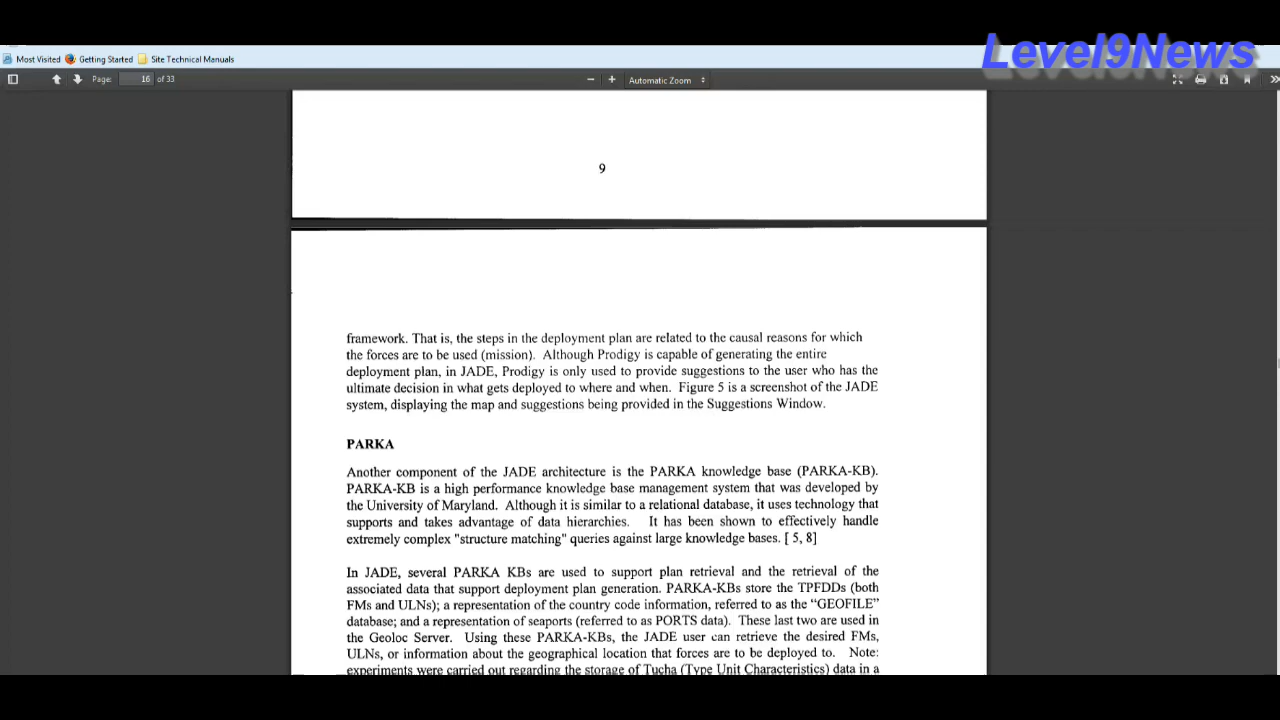 Level9News
Most Visited Getting Started Site Technical Manuals
Page: 16 of 33 Automatic Zoom
9
framework. That is, the steps in the deployment plan are related to the causal reasons for which
the forces are to be used (mission). Although Prodigy is capable of generating the entire
deployment plan, in JADE, Prodigy is only used to provide suggestions to the user who has the
ultimate decision in what gets deployed to where and when. Figure 5 is a screenshot of the JADE
system, displaying the map and suggestions being provided in the Suggestions Window.
PARKA
Another component of the JADE architecture is the PARKA knowledge base (PARKA-KB).
PARKA-KB is a high performance knowledge base management system that was developed by
the University of Maryland. Although it is similar to a relational database, it uses technology that
supports and takes advantage of data hierarchies. It has been shown to effectively handle
extremely complex "structure matching" queries against large knowledge bases. [ 5, 8]
In JADE, several PARKA KBs are used to support plan retrieval and the retrieval of the
associated data that support deployment plan generation. PARKA-KBs store the TPFDDs (both
FMs and ULNs); a representation of the country code information, referred to as the “GEOFILE”
database; and a representation of seaports (referred to as PORTS data). These last two are used in
the Geoloc Server. Using these PARKA-KBs, the JADE user can retrieve the desired FMs,
ULNs, or information about the geographical location that forces are to be deployed to. Note:
experiments were carried out regarding the storage of Tucha (Type Unit Characteristics) data in a